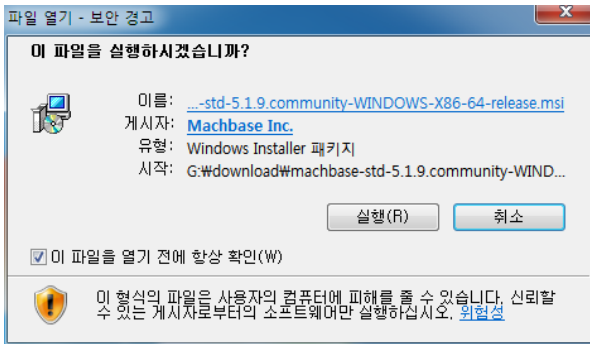 파일 열기 - 보안 경고
이 파일을 실행하시겠습니까?
이름: ...-std-5.1.9.community-WINDOWS-X86-64-release.msi
게시자: Machbase Inc.
유형: Windows Installer 패키지
시작: G:₩download₩machbase-std-5.1.9.community-WIND...
실행(R) 취소
이 파일을 열기 전에 항상 확인(W)
이 형식의 파일은 사용자의 컴퓨터에 피해를 줄 수 있습니다. 신뢰할
수 있는 게시자로부터의 소프트웨어만 실행하십시오. 위험성